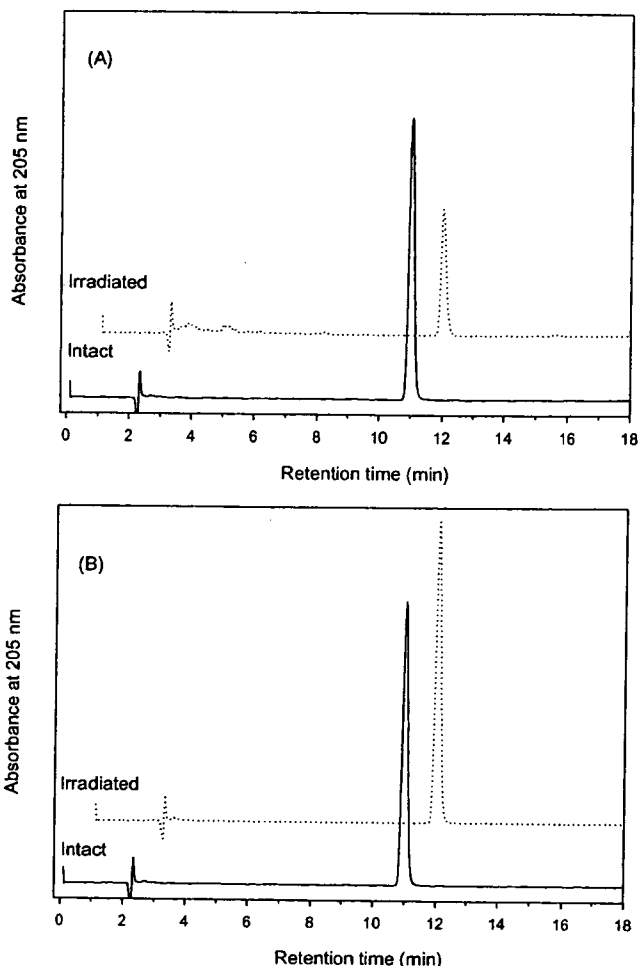 (A)
Absorbance at 205 nm
Irradiated
Intact
0 2 4 6 8 10 12 14 16 18
Retention time (min)
(B)
Absorbance at 205 nm
Irradiated
Intact
0 2 4 6 8 10 12 14 16 18
Retention time (min)